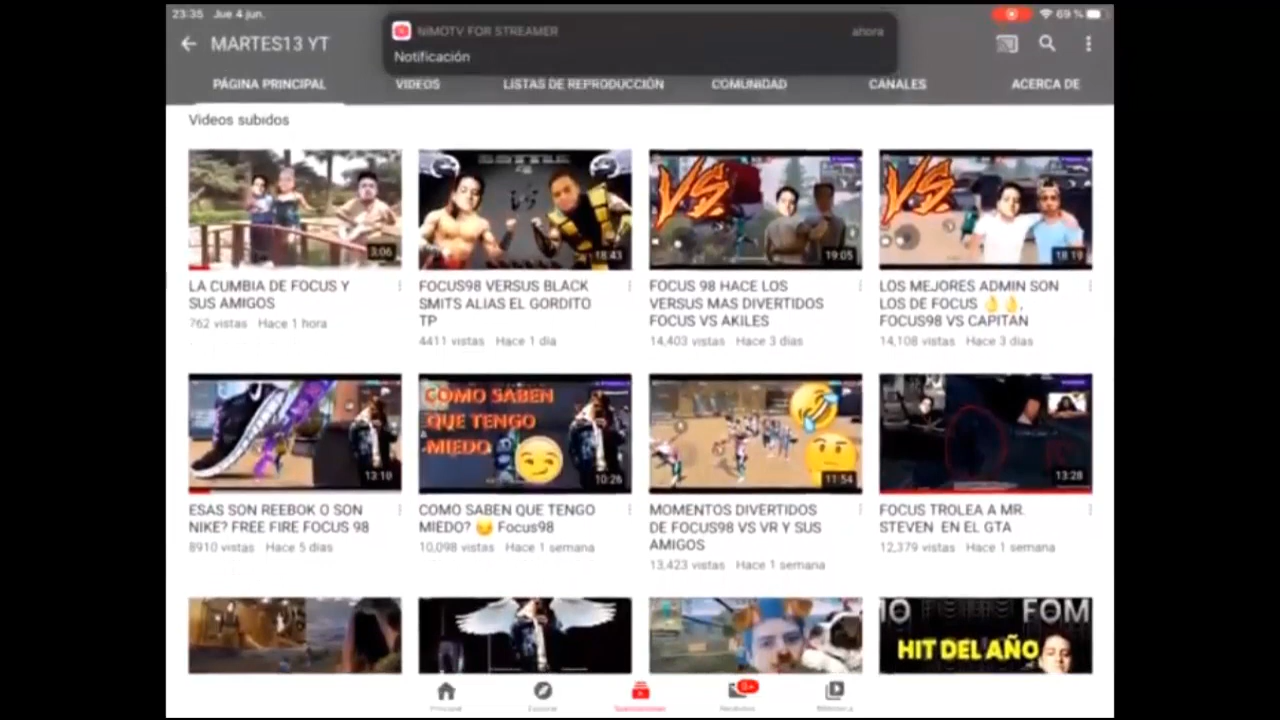 23:35 Jue 4 jun.
69 %
NIMOTV FOR STREAMER
ahora
Notificación
MARTES13 YT
PÁGINA PRINCIPAL
VIDEOS
LISTAS DE REPRODUCCIÓN
COMUNIDAD
CANALES
ACERCA DE
Videos subidos
3:06
VS
18:43
VS
19:05
VS
18:19
LA CUMBIA DE FOCUS Y
SUS AMIGOS
762 vistas Hace 1 hora
FOCUS98 VERSUS BLACK
SMITS ALIAS EL GORDITO
TP
4411 vistas Hace 1 día
FOCUS 98 HACE LOS
VERSUS MAS DIVERTIDOS
FOCUS VS AKILES
14,403 vistas Hace 3 días
LOS MEJORES ADMIN SON
LOS DE FOCUS 👌👌,
FOCUS98 VS CAPITAN
14,108 vistas Hace 3 días
13:19
COMO SABEN
QUE TENGO
MIEDO
10:26
11:54
13:28
ESAS SON REEBOK O SON
NIKE? FREE FIRE FOCUS 98
8910 vistas Hace 5 días
COMO SABEN QUE TENGO
MIEDO? 😏 Focus98
10,098 vistas Hace 1 semana
MOMENTOS DIVERTIDOS
DE FOCUS98 VS VR Y SUS
AMIGOS
13,423 vistas Hace 1 semana
FOCUS TROLEA A MR.
STEVEN EN EL GTA
12,379 vistas Hace 1 semana
FOM
HIT DEL AÑO
9+
Principal
Explorar
Suscripciones
Biblioteca